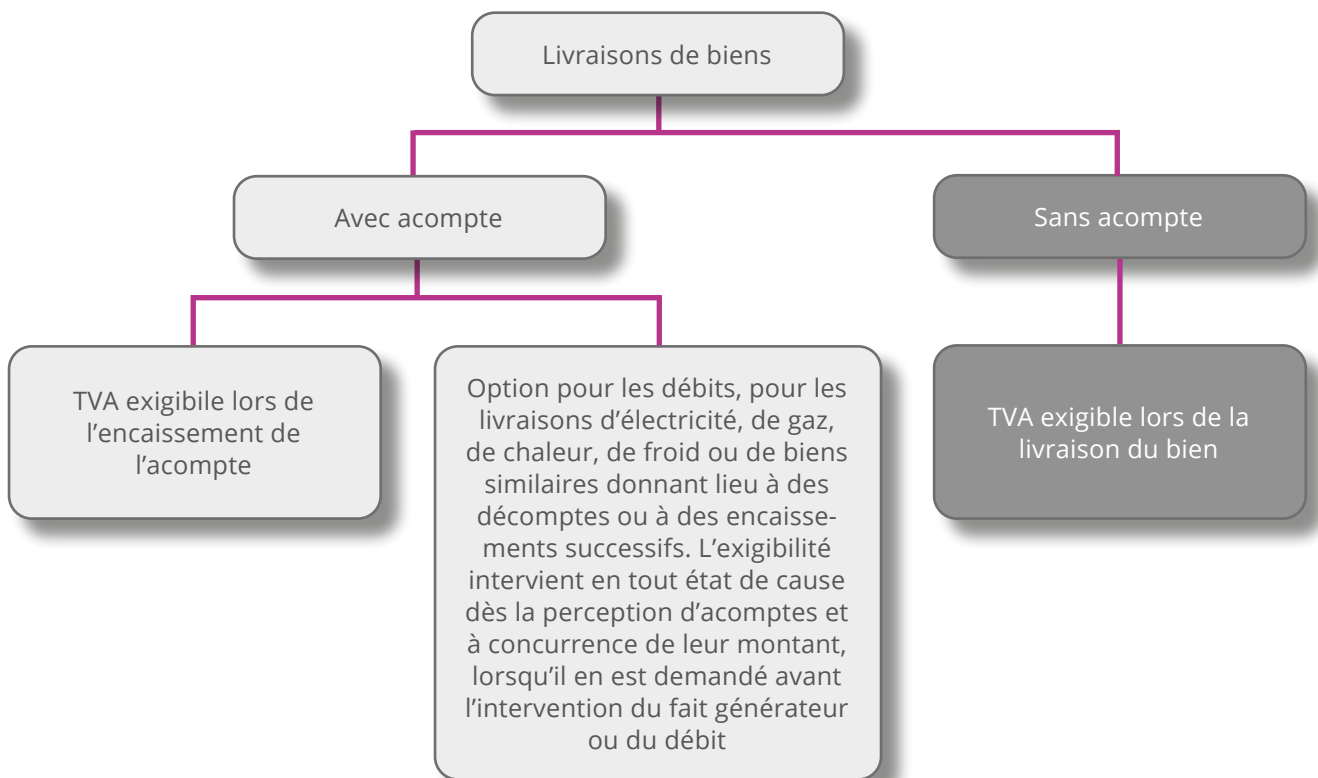 Livraisons de biens
Avec acompte
Sans acompte
TVA exigibile lors de
l’encaissement de
l’acompte
Option pour les débits, pour les
livraisons d’électricité, de gaz,
de chaleur, de froid ou de biens
similaires donnant lieu à des
décomptes ou à des encaisse-
ments successifs. L’exigibilité
intervient en tout état de cause
dès la perception d’acomptes et
à concurrence de leur montant,
lorsqu’il en est demandé avant
l’intervention du fait générateur
ou du débit
TVA exigible lors de la
livraison du bien